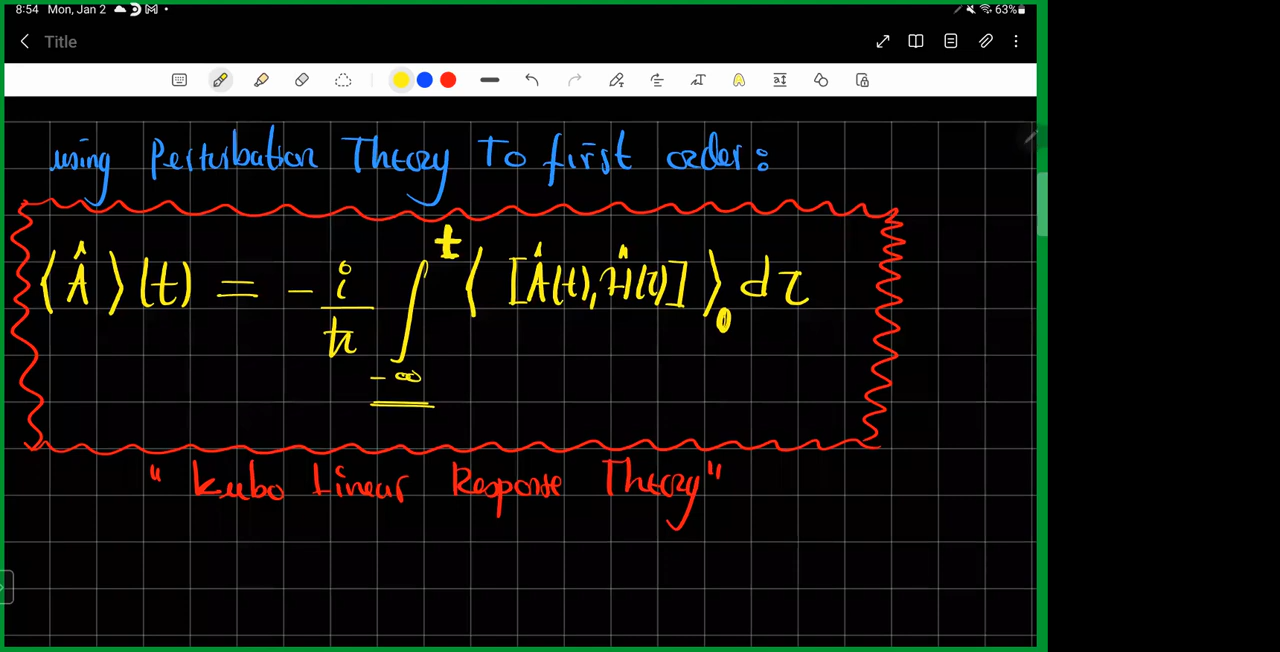 8:54 Mon, Jan 2
63%
Title
using Perturbation Theory To first order:
⟨Â⟩(t) = - i/ħ ∫_{-∞}^{t} ⟨[Â(t), Ĥ(τ)]⟩₀ dτ
"Kubo Linear Response Theory"